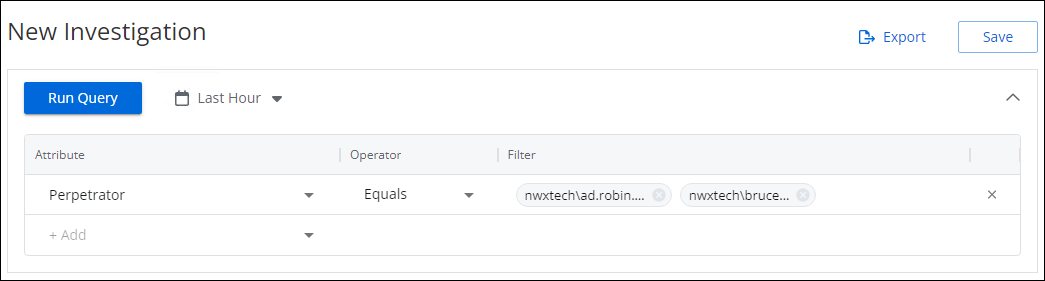 New Investigation
Export
Save
Run Query
Last Hour
Attribute Operator Filter
Perpetrator Equals nwxtech\ad.robin.... nwxtech\bruce...
+ Add